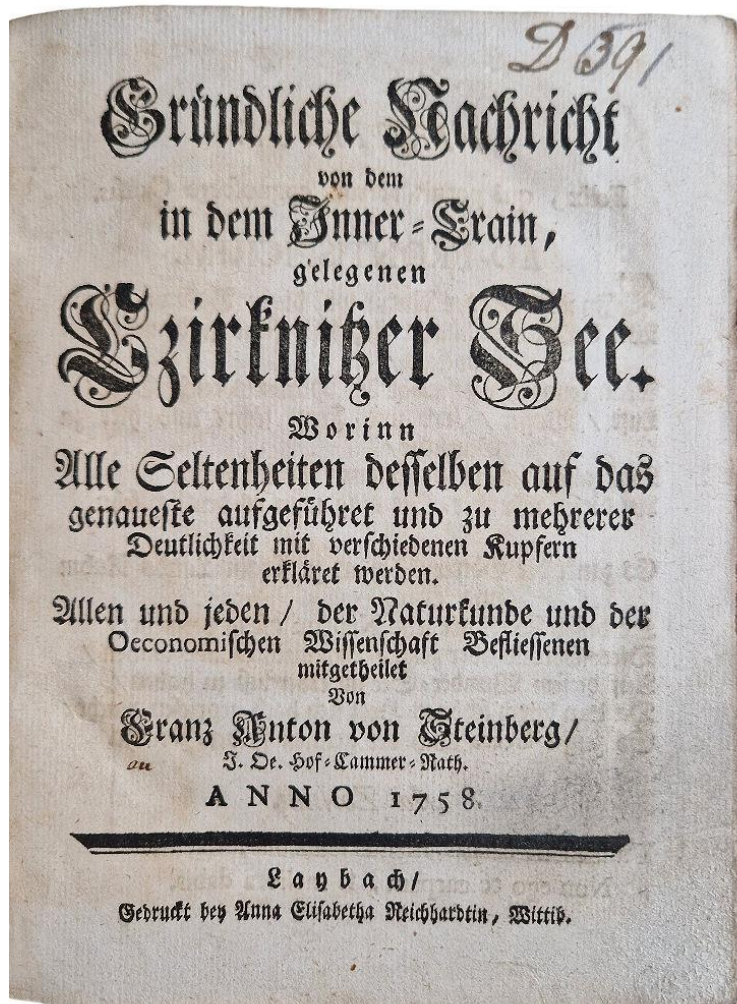 D 591
Gründliche Nachricht
von dem
in dem Inner-Crain,
gelegenen
Czirknitzer See.
Worinn
Alle Seltenheiten desselben auf das
genaueste aufgeführet und zu mehrerer
Deutlichkeit mit verschiedenen Kupfern
erkläret werden.
Allen und jeden / der Naturkunde und der
Oeconomischen Wissenschaft Befliessenen
mitgetheilet
Von
Franz Anton von Steinberg /
J. Oe. Hof-Cammer-Rath.
ANNO 1758.
Laybach /
Gedruckt bey Anna Elisabetha Reichhardtin, Wittib.